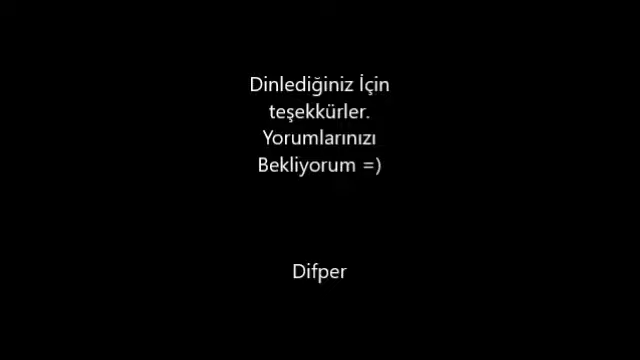 Dinlediğiniz İçin
teşekkürler.
Yorumlarınızı
Bekliyorum =)
Difper